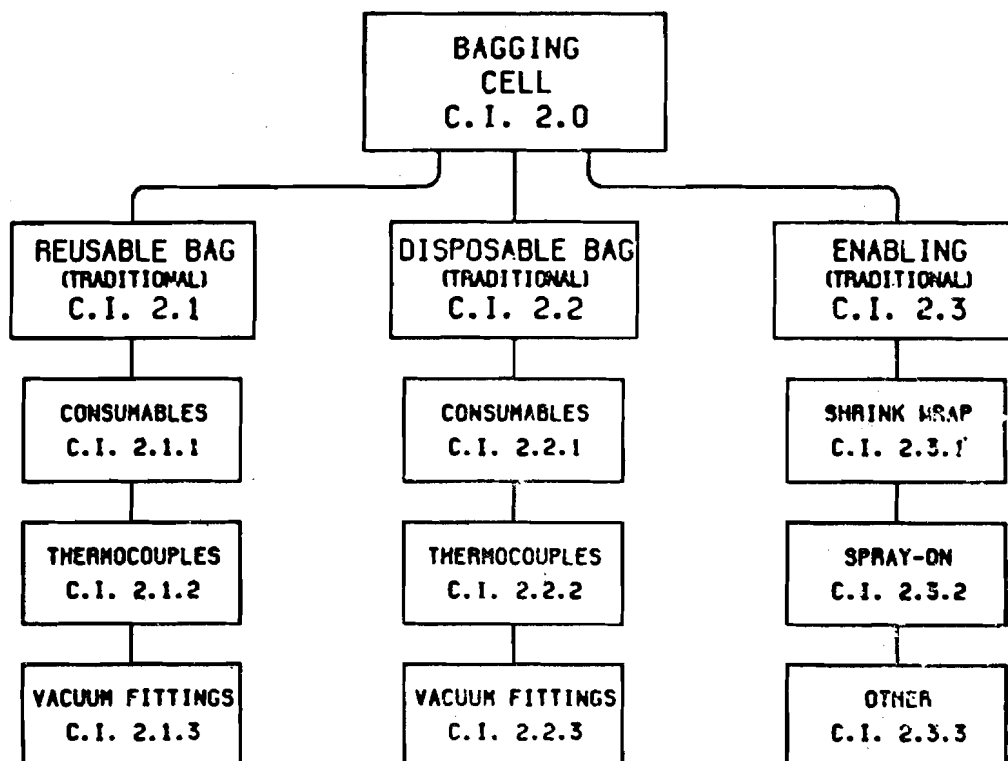 BAGGING
CELL
C.I. 2.0
REUSABLE BAG
(TRADITIONAL)
C.I. 2.1
DISPOSABLE BAG
(TRADITIONAL)
C.I. 2.2
ENABLING
(TRADITIONAL)
C.I. 2.3
CONSUMABLES
C.I. 2.1.1
CONSUMABLES
C.I. 2.2.1
SHRINK WRAP
C.I. 2.3.1
THERMOCOUPLES
C.I. 2.1.2
THERMOCOUPLES
C.I. 2.2.2
SPRAY-ON
C.I. 2.3.2
VACUUM FITTINGS
C.I. 2.1.3
VACUUM FITTINGS
C.I. 2.2.3
OTHER
C.I. 2.3.3